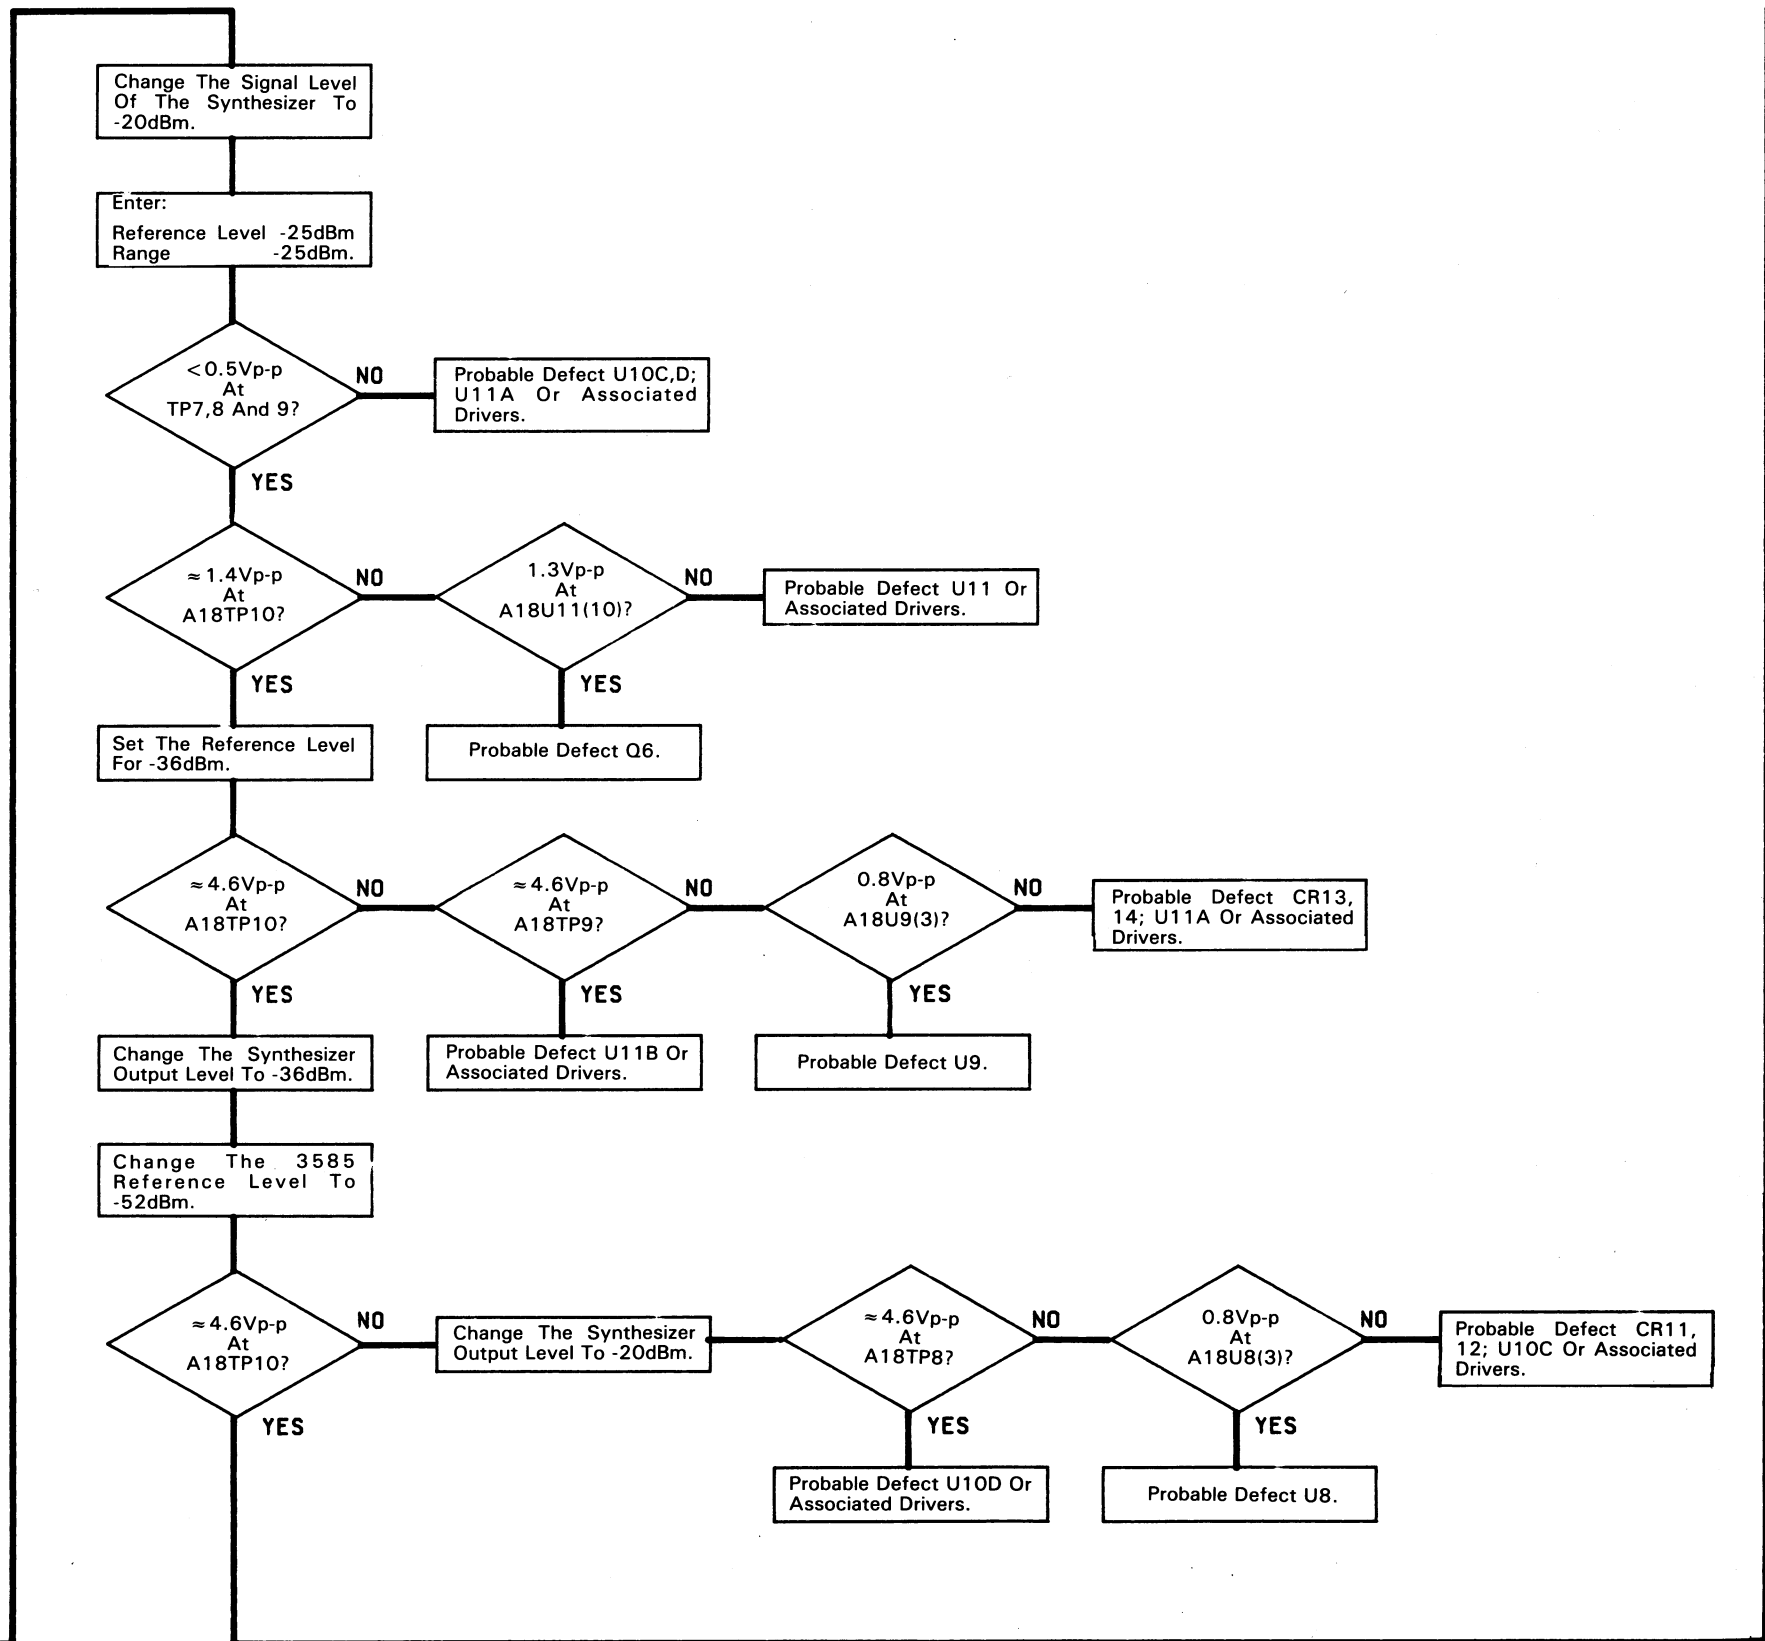 Change The Signal Level
Of The Synthesizer To
-20dBm.
Enter:
Reference Level -25dBm
Range -25dBm.
<0.5Vp-p
At
TP7,8 And 9?
NO
Probable Defect U10C,D;
U11A Or Associated
Drivers.
YES
≈1.4Vp-p
At
A18TP10?
NO
1.3Vp-p
At
A18U11(10)?
NO
Probable Defect U11 Or
Associated Drivers.
YES
YES
Set The Reference Level
For -36dBm.
Probable Defect Q6.
≈4.6Vp-p
At
A18TP10?
NO
≈4.6Vp-p
At
A18TP9?
NO
0.8Vp-p
At
A18U9(3)?
NO
Probable Defect CR13,
14; U11A Or Associated
Drivers.
YES
YES
YES
Change The Synthesizer
Output Level To -36dBm.
Probable Defect U11B Or
Associated Drivers.
Probable Defect U9.
Change The 3585
Reference Level To
-52dBm.
≈4.6Vp-p
At
A18TP10?
NO
Change The Synthesizer
Output Level To -20dBm.
≈4.6Vp-p
At
A18TP8?
NO
0.8Vp-p
At
A18U8(3)?
NO
Probable Defect CR11,
12; U10C Or Associated
Drivers.
YES
YES
YES
Probable Defect U10D Or
Associated Drivers.
Probable Defect U8.